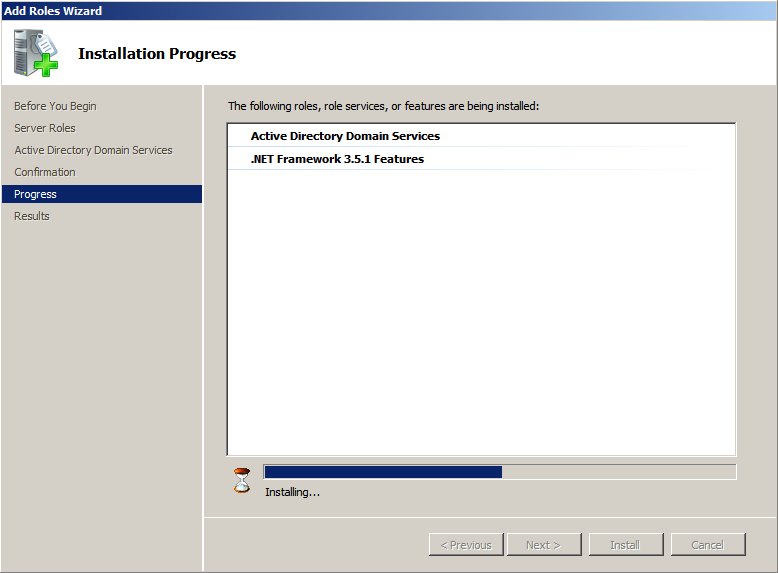 Add Roles Wizard
Installation Progress
Before You Begin
Server Roles
Active Directory Domain Services
Confirmation
Progress
Results
The following roles, role services, or features are being installed:
Active Directory Domain Services
.NET Framework 3.5.1 Features
Installing...
< Previous
Next >
Install
Cancel